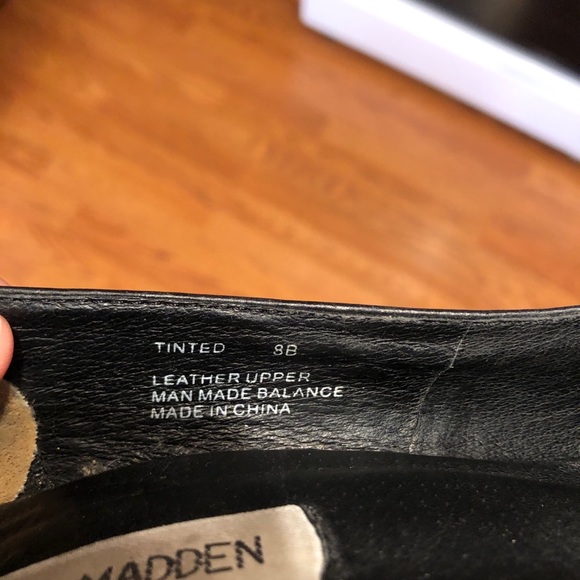 TINTED 8B
LEATHER UPPER
MAN MADE BALANCE
MADE IN CHINA
MADDEN